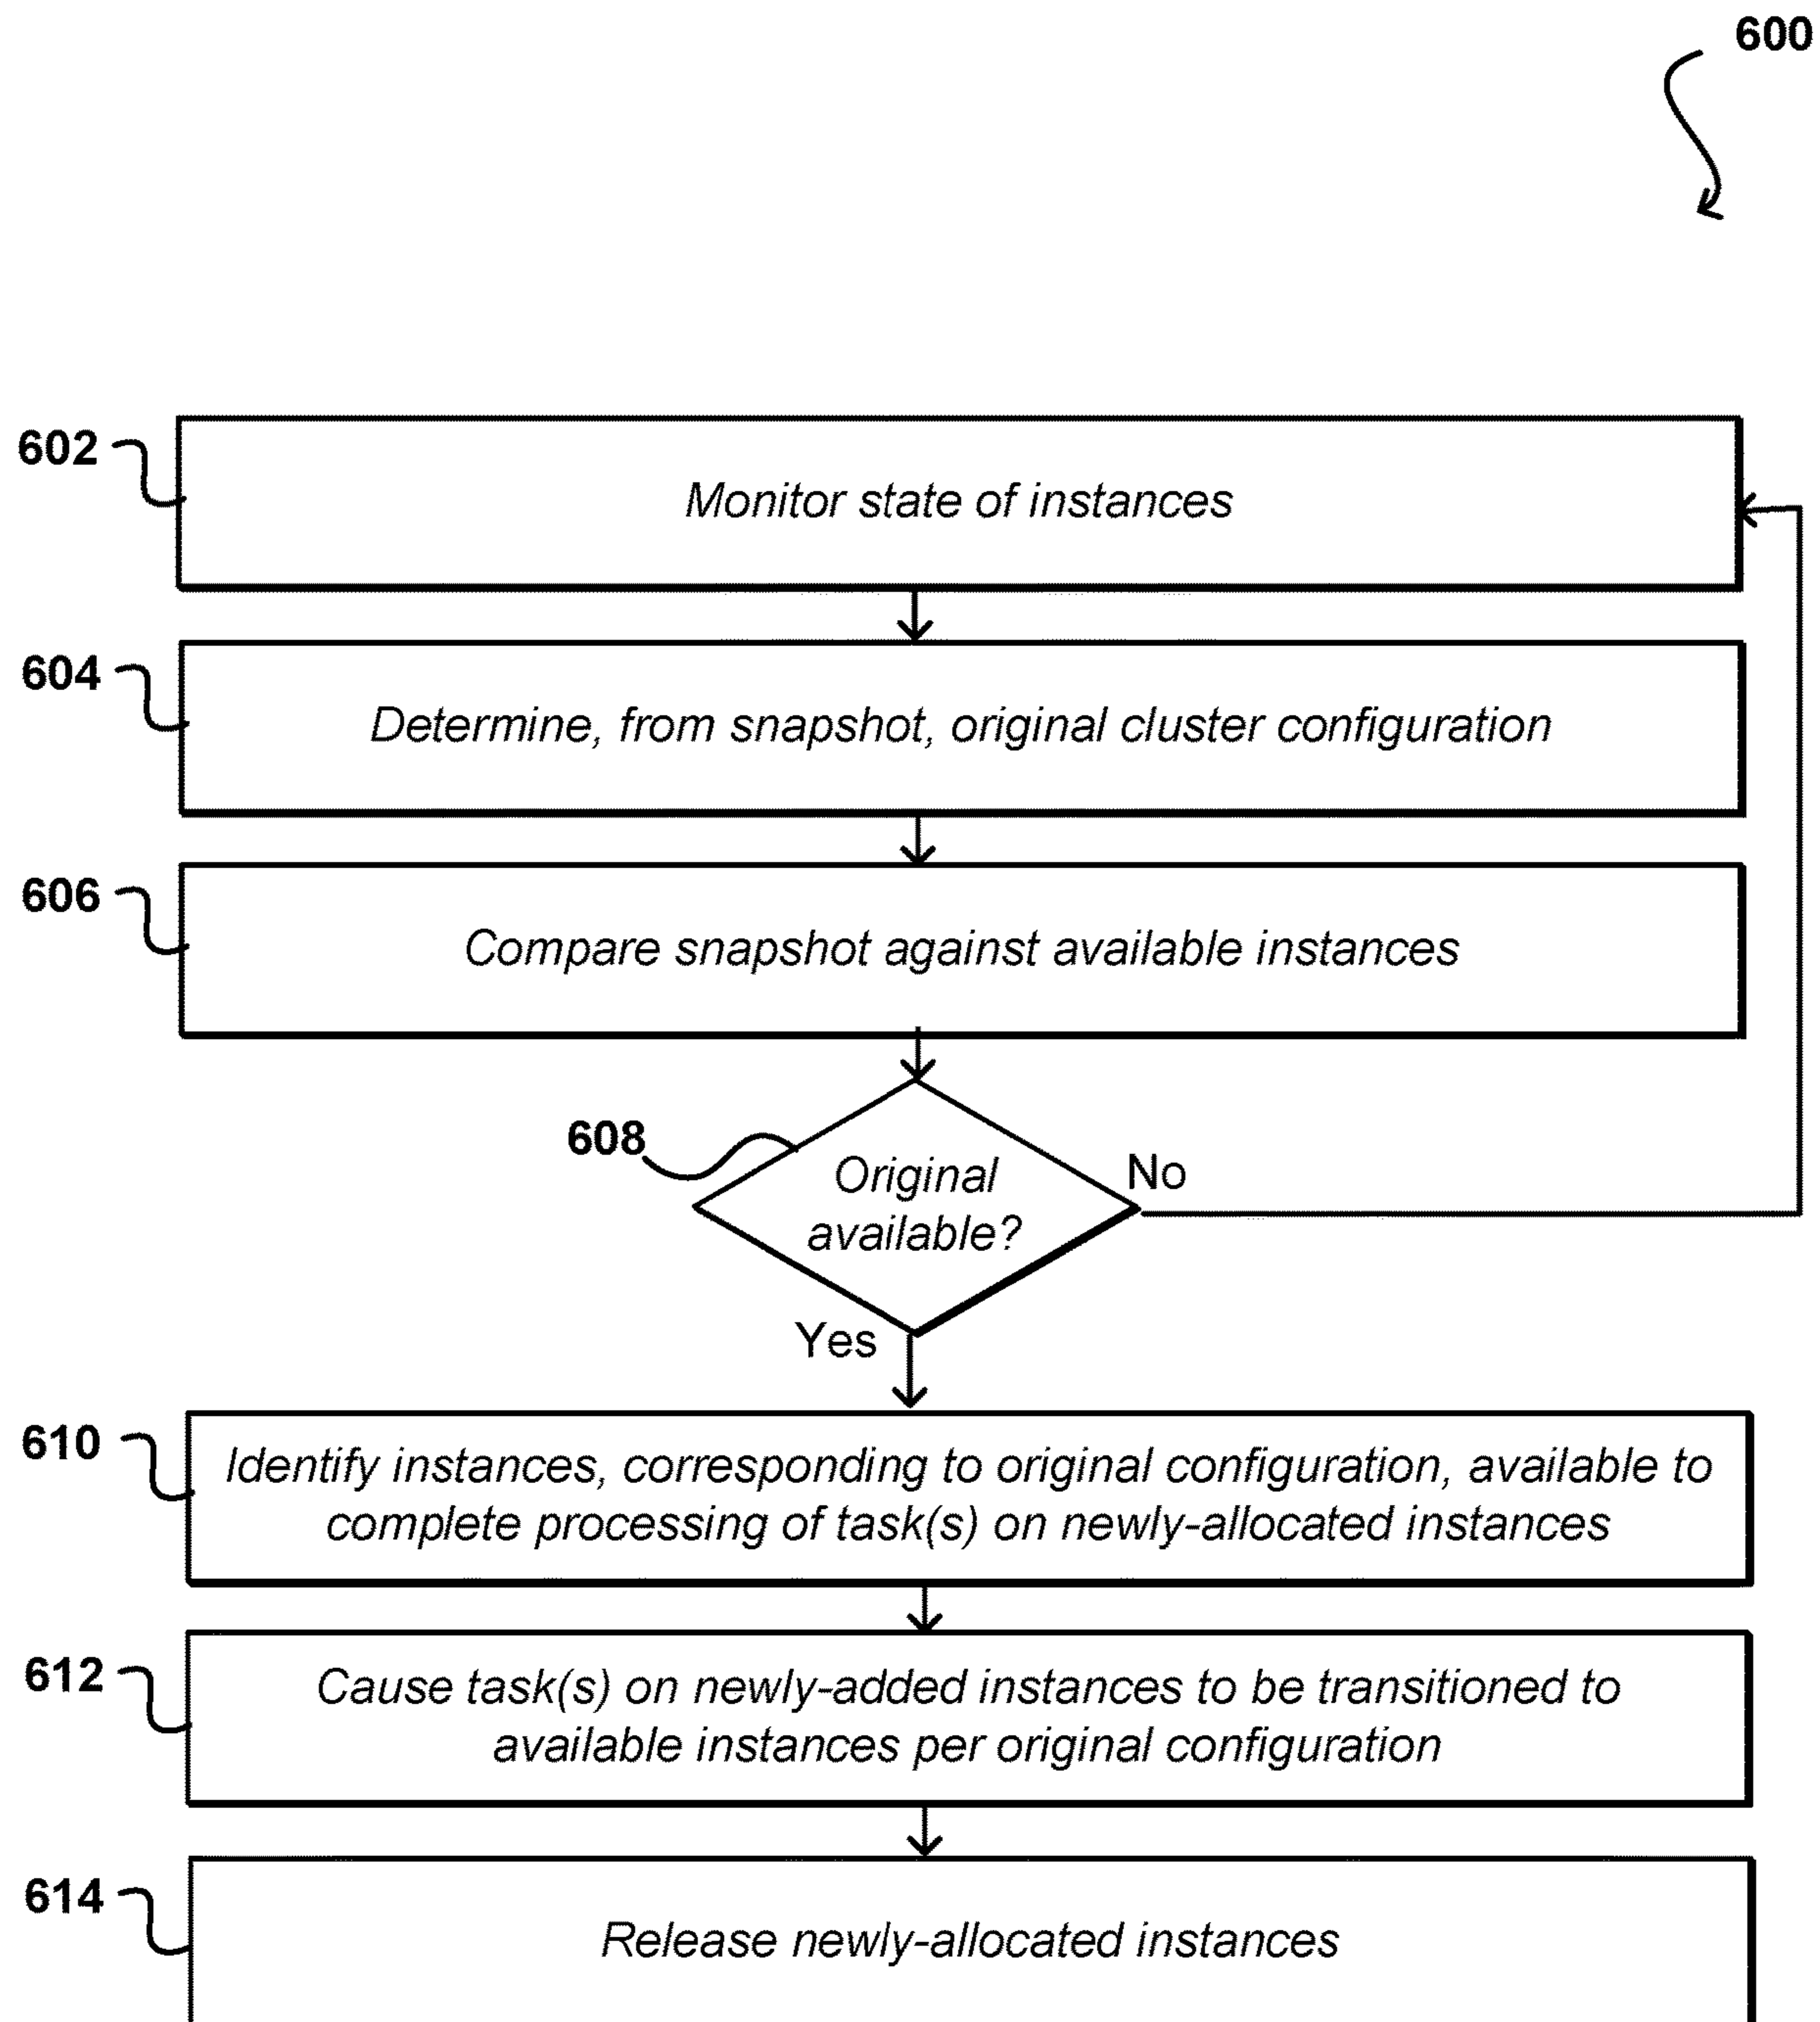 600
602
Monitor state of instances
604
Determine, from snapshot, original cluster configuration
606
Compare snapshot against available instances
608
Original
available?
No
Yes
610
Identify instances, corresponding to original configuration, available to
complete processing of task(s) on newly-allocated instances
612
Cause task(s) on newly-added instances to be transitioned to
available instances per original configuration
614
Release newly-allocated instances